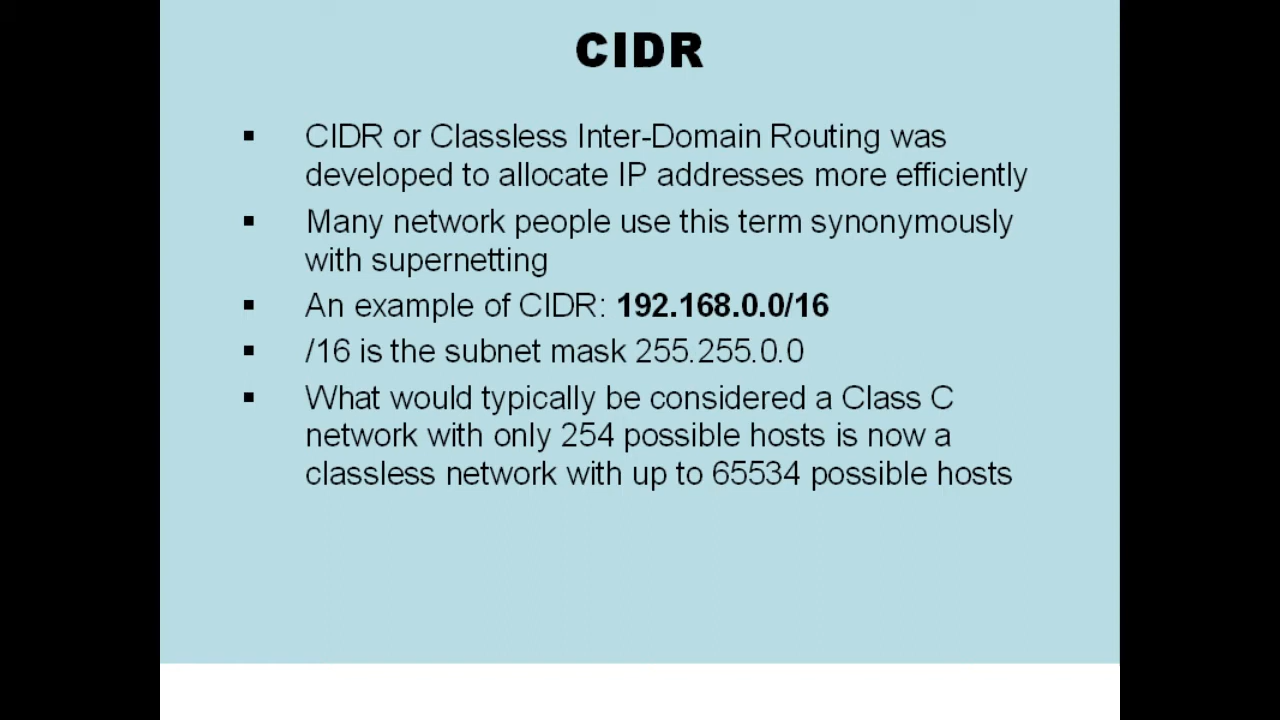 CIDR
▪ CIDR or Classless Inter-Domain Routing was
developed to allocate IP addresses more efficiently
▪ Many network people use this term synonymously
with supernetting
▪ An example of CIDR: 192.168.0.0/16
▪ /16 is the subnet mask 255.255.0.0
▪ What would typically be considered a Class C
network with only 254 possible hosts is now a
classless network with up to 65534 possible hosts